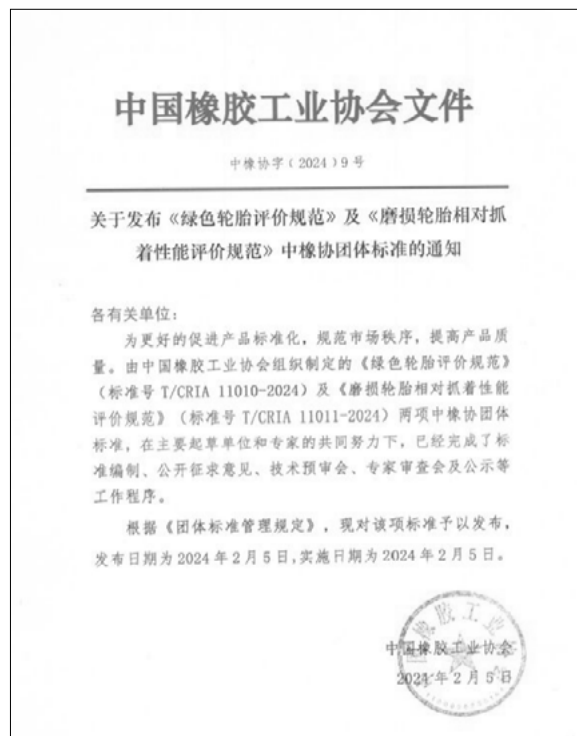 中国橡胶工业协会文件
中橡协字〔2024〕9号
关于发布《绿色轮胎评价规范》及《磨损轮胎相对抓
着性能评价规范》中橡协团体标准的通知
各有关单位：
为更好的促进产品标准化，规范市场秩序，提高产品质
量。由中国橡胶工业协会组织制定的《绿色轮胎评价规范》
（标准号 T/CRIA 11010-2024）及《磨损轮胎相对抓着性能
评价规范》（标准号 T/CRIA 11011-2024）两项中橡协团体
标准，在主要起草单位和专家的共同努力下，已经完成了标
准编制、公开征求意见、技术预审会、专家审查会及公示等
工作程序。
根据《团体标准管理规定》，现对该项标准予以发布，
发布日期为 2024 年 2 月 5 日，实施日期为 2024 年 2 月 5 日。
中国橡胶工业协会
2024 年 2 月 5 日